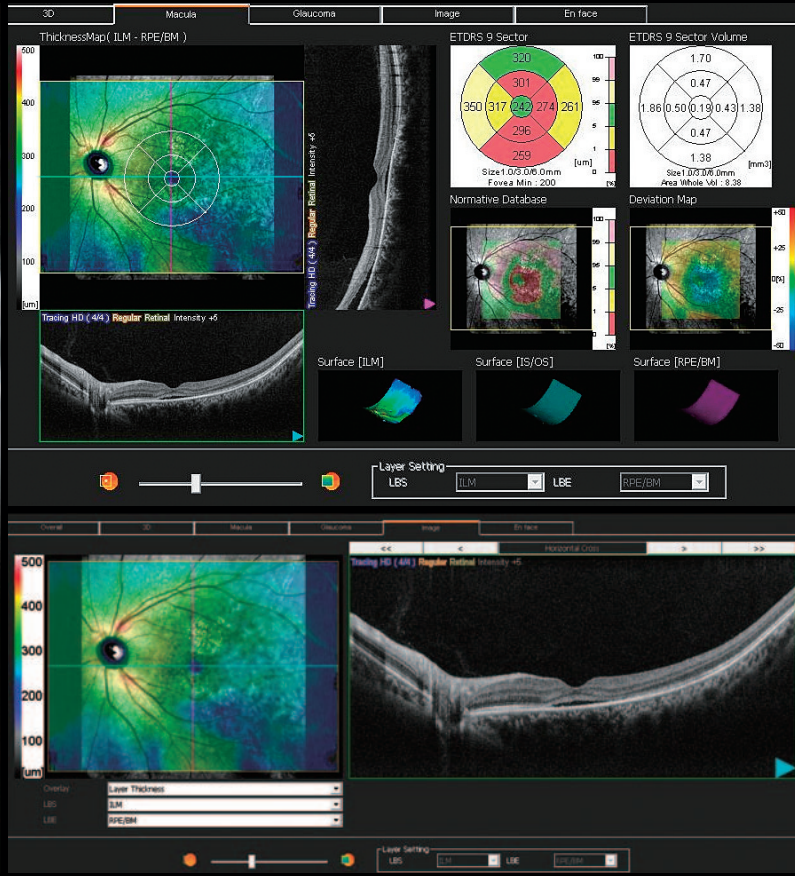 3D Macula Glaucoma Image En face
ThicknessMap( ILM - RPE/BM )
500
400
300
200
100
[um]
Tracing HD ( 4/4 ) Regular Retinal Intensity +6
Tracing HD ( 4/4 ) Regular Retinal Intensity +6
ETDRS 9 Sector
320
301
350 317 242 274 261
296
259
[um]
Size1.0/3.0/6.0mm
Fovea Min : 200
100
99
95
5
1
0
[%]
ETDRS 9 Sector Volume
1.70
0.47
1.86 0.50 0.19 0.43 1.38
0.47
1.38
[mm3]
Size1.0/3.0/6.0mm
Area Whole Vol : 8.38
Normative Database
100
99
95
5
1
0
[%]
Deviation Map
+50
+25
0[%]
-25
-50
Surface [ILM] Surface [IS/OS] Surface [RPE/BM]
Layer Setting
LBS ILM LBE RPE/BM
Overall 3D Macula Glaucoma Image En face
<< < Horizontal Cross > >>
500
400
300
200
100
[um]
Tracing HD ( 4/4 ) Regular Retinal Intensity +6
Overlay Layer Thickness
LBS ILM
LBE RPE/BM
Layer Setting
LBS ILM LBE RPE/BM